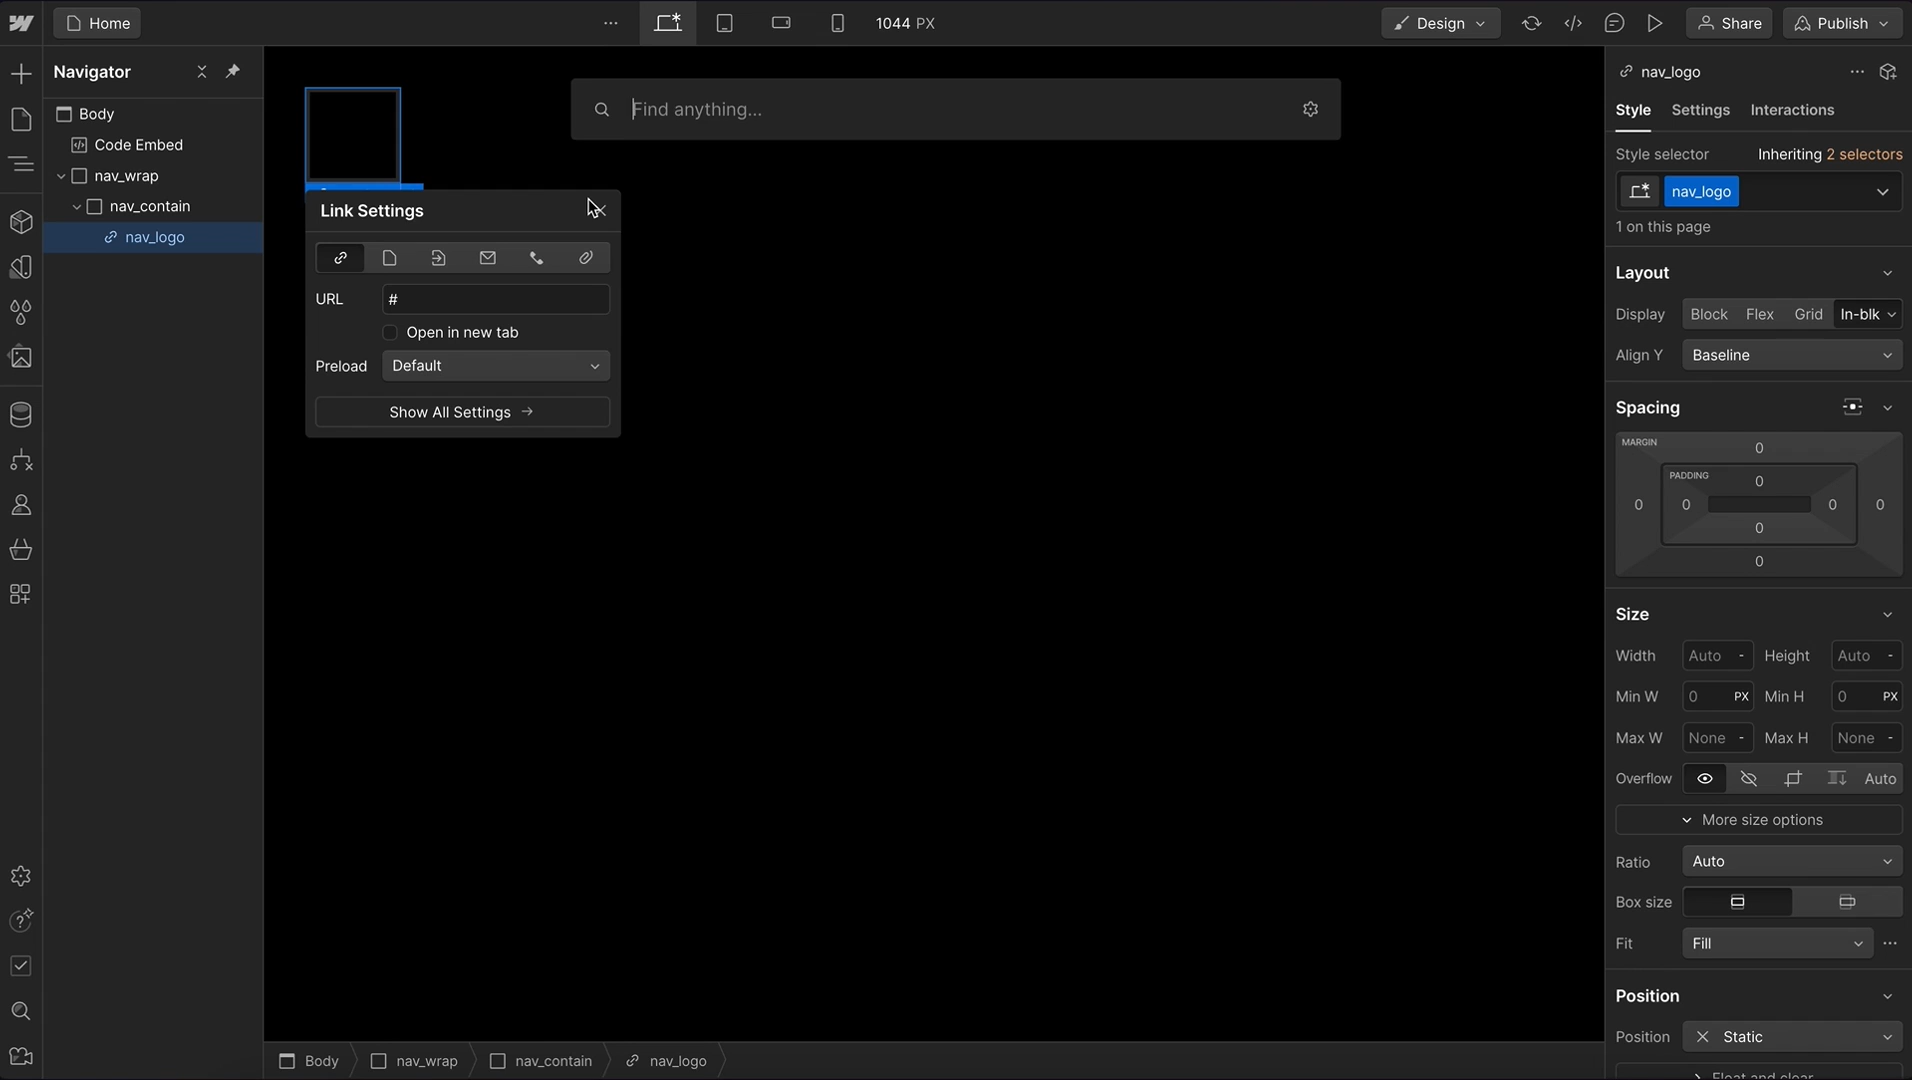 Home
1044 PX
Design
Share
Publish
Navigator
Body
Code Embed
nav_wrap
nav_contain
nav_logo
Find anything...
Link Settings
URL
#
Open in new tab
Preload
Default
Show All Settings
nav_logo
Style
Settings
Interactions
Style selector
Inheriting 2 selectors
nav_logo
1 on this page
Layout
Display
Block
Flex
Grid
In-blk
Align Y
Baseline
Spacing
MARGIN
0
PADDING
0
0
0
0
0
0
0
Size
Width
Auto
-
Height
Auto
-
Min W
0
PX
Min H
0
PX
Max W
None
-
Max H
None
-
Overflow
Auto
More size options
Ratio
Auto
Box size
Fit
Fill
Position
Position
Static
Float and clear
Body
nav_wrap
nav_contain
nav_logo